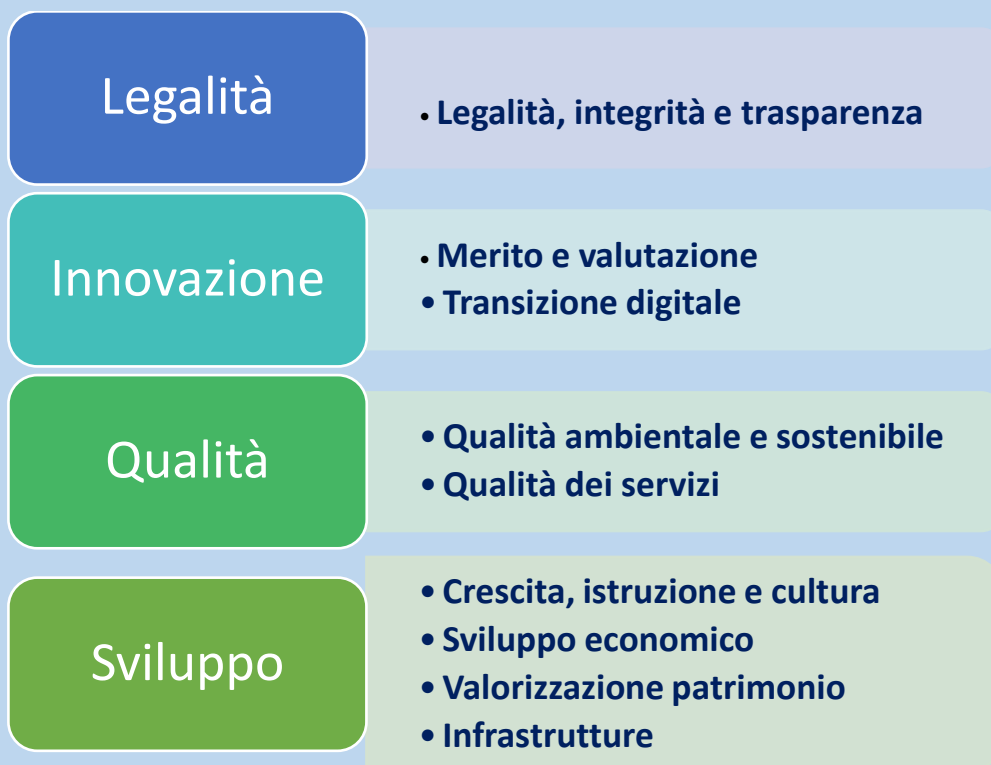 Legalità
• Legalità, integrità e trasparenza
Innovazione
• Merito e valutazione
• Transizione digitale
Qualità
• Qualità ambientale e sostenibile
• Qualità dei servizi
Sviluppo
• Crescita, istruzione e cultura
• Sviluppo economico
• Valorizzazione patrimonio
• Infrastrutture